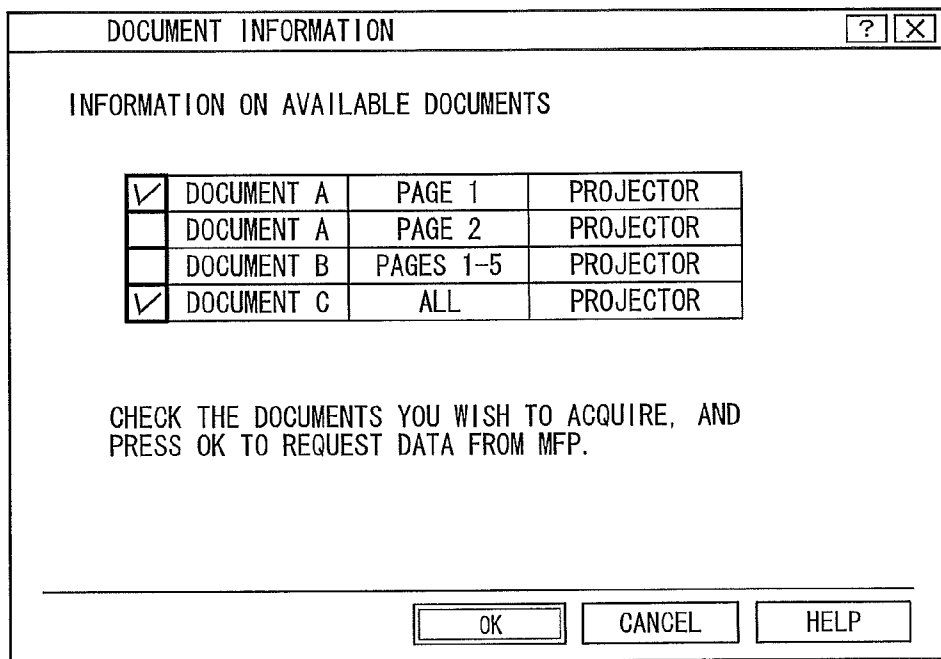 DOCUMENT INFORMATION ? X
INFORMATION ON AVAILABLE DOCUMENTS
DOCUMENT A PAGE 1 PROJECTOR
DOCUMENT A PAGE 2 PROJECTOR
DOCUMENT B PAGES 1-5 PROJECTOR
DOCUMENT C ALL PROJECTOR
CHECK THE DOCUMENTS YOU WISH TO ACQUIRE, AND
PRESS OK TO REQUEST DATA FROM MFP.
OK CANCEL HELP